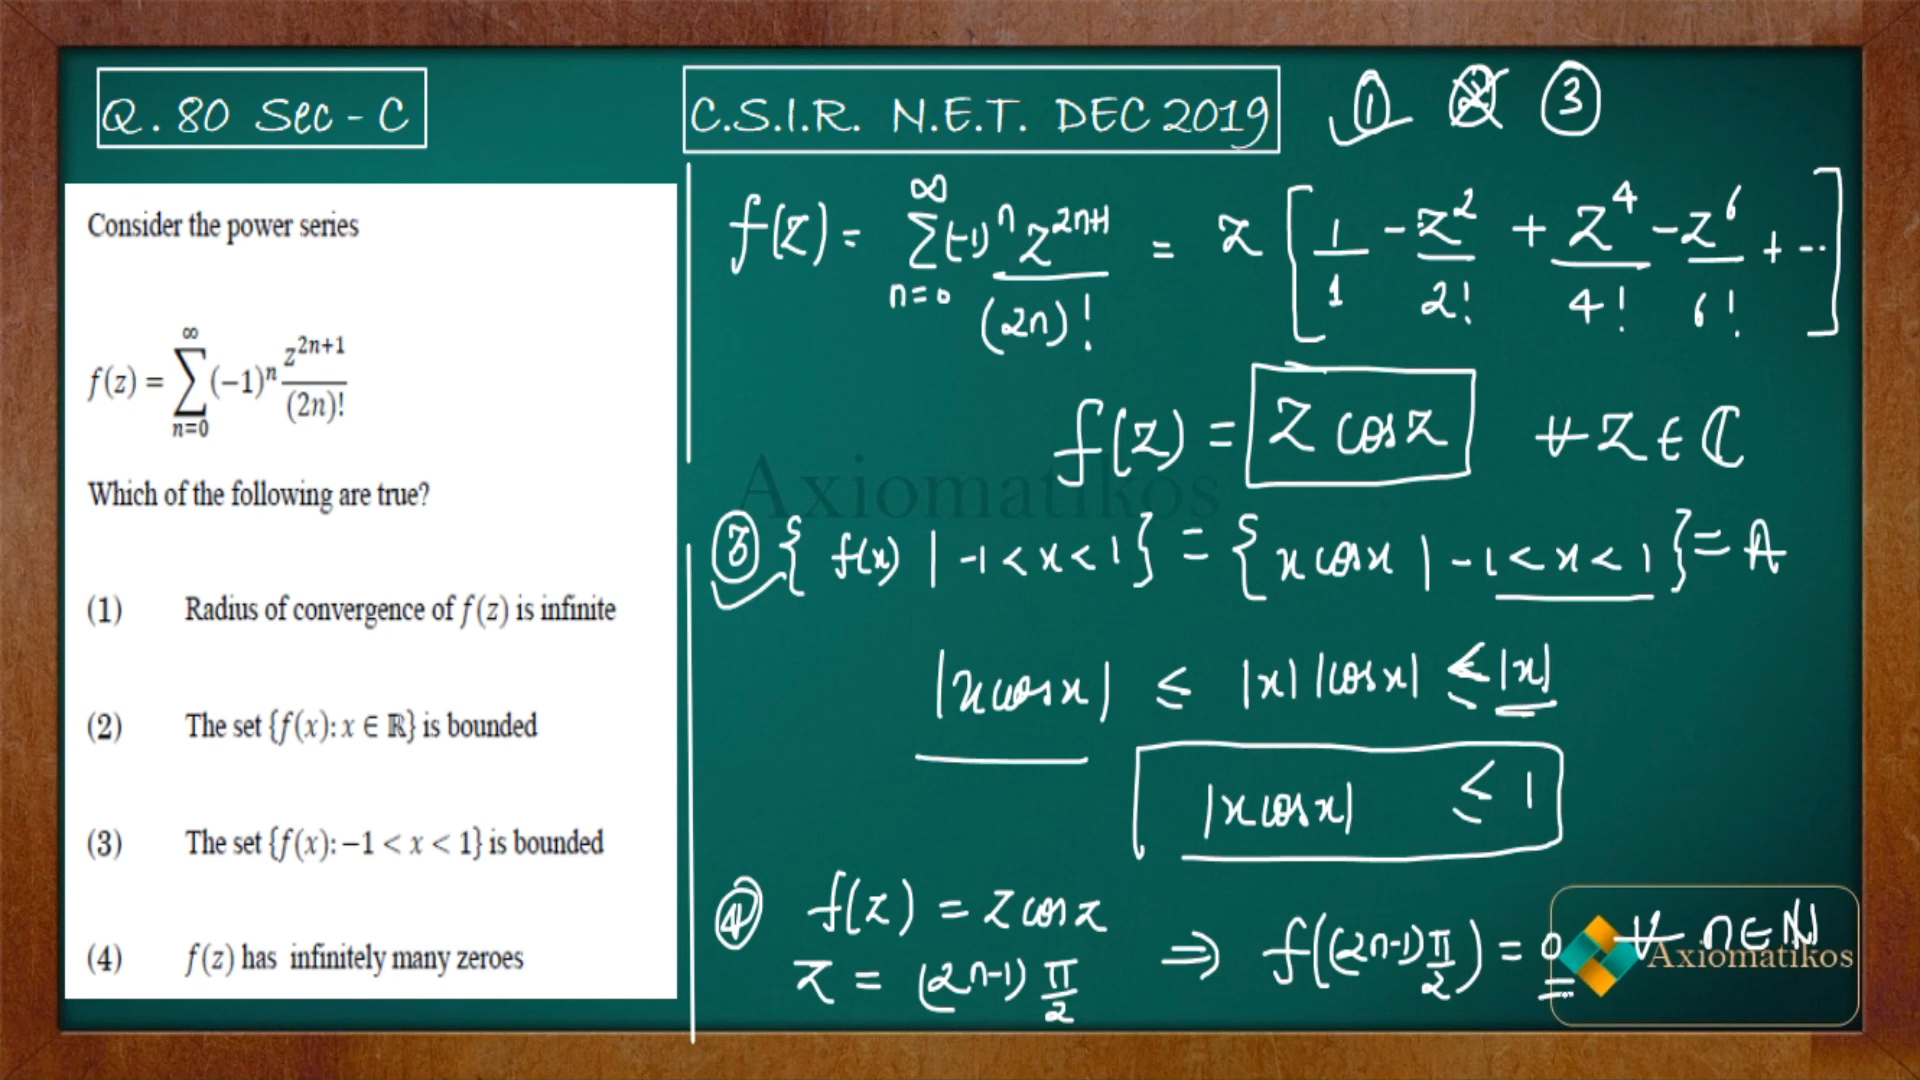 Q. 80 Sec - C
C.S.I.R. N.E.T. DEC 2019
① ② ③
Consider the power series
f(z) = ∑_{n=0}^{∞} (−1)^n z^{2n+1}/(2n)!
Which of the following are true?
(1) Radius of convergence of f(z) is infinite
(2) The set {f(x): x ∈ ℝ} is bounded
(3) The set {f(x): −1 < x < 1} is bounded
(4) f(z) has infinitely many zeroes
f(z) = ∑_{n=0}^{∞} (-1)^n z^{2n+1}/(2n)! = z [ 1/1 - z^2/2! + z^4/4! - z^6/6! + ·· ]
f(z) = z cos z ∀ z ∈ ℂ
Axiomatikos
③ { f(x) | -1 < x < 1 } = { x cos x | -1 < x < 1 } = A
|x cos x| ≤ |x| |cos x| ≤ |x|
|x cos x| ≤ 1
④ f(z) = z cos z
z = (2n-1) π/2 ⇒ f((2n-1) π/2) = 0 ∀ n ∈ ℕ
Axiomatikos